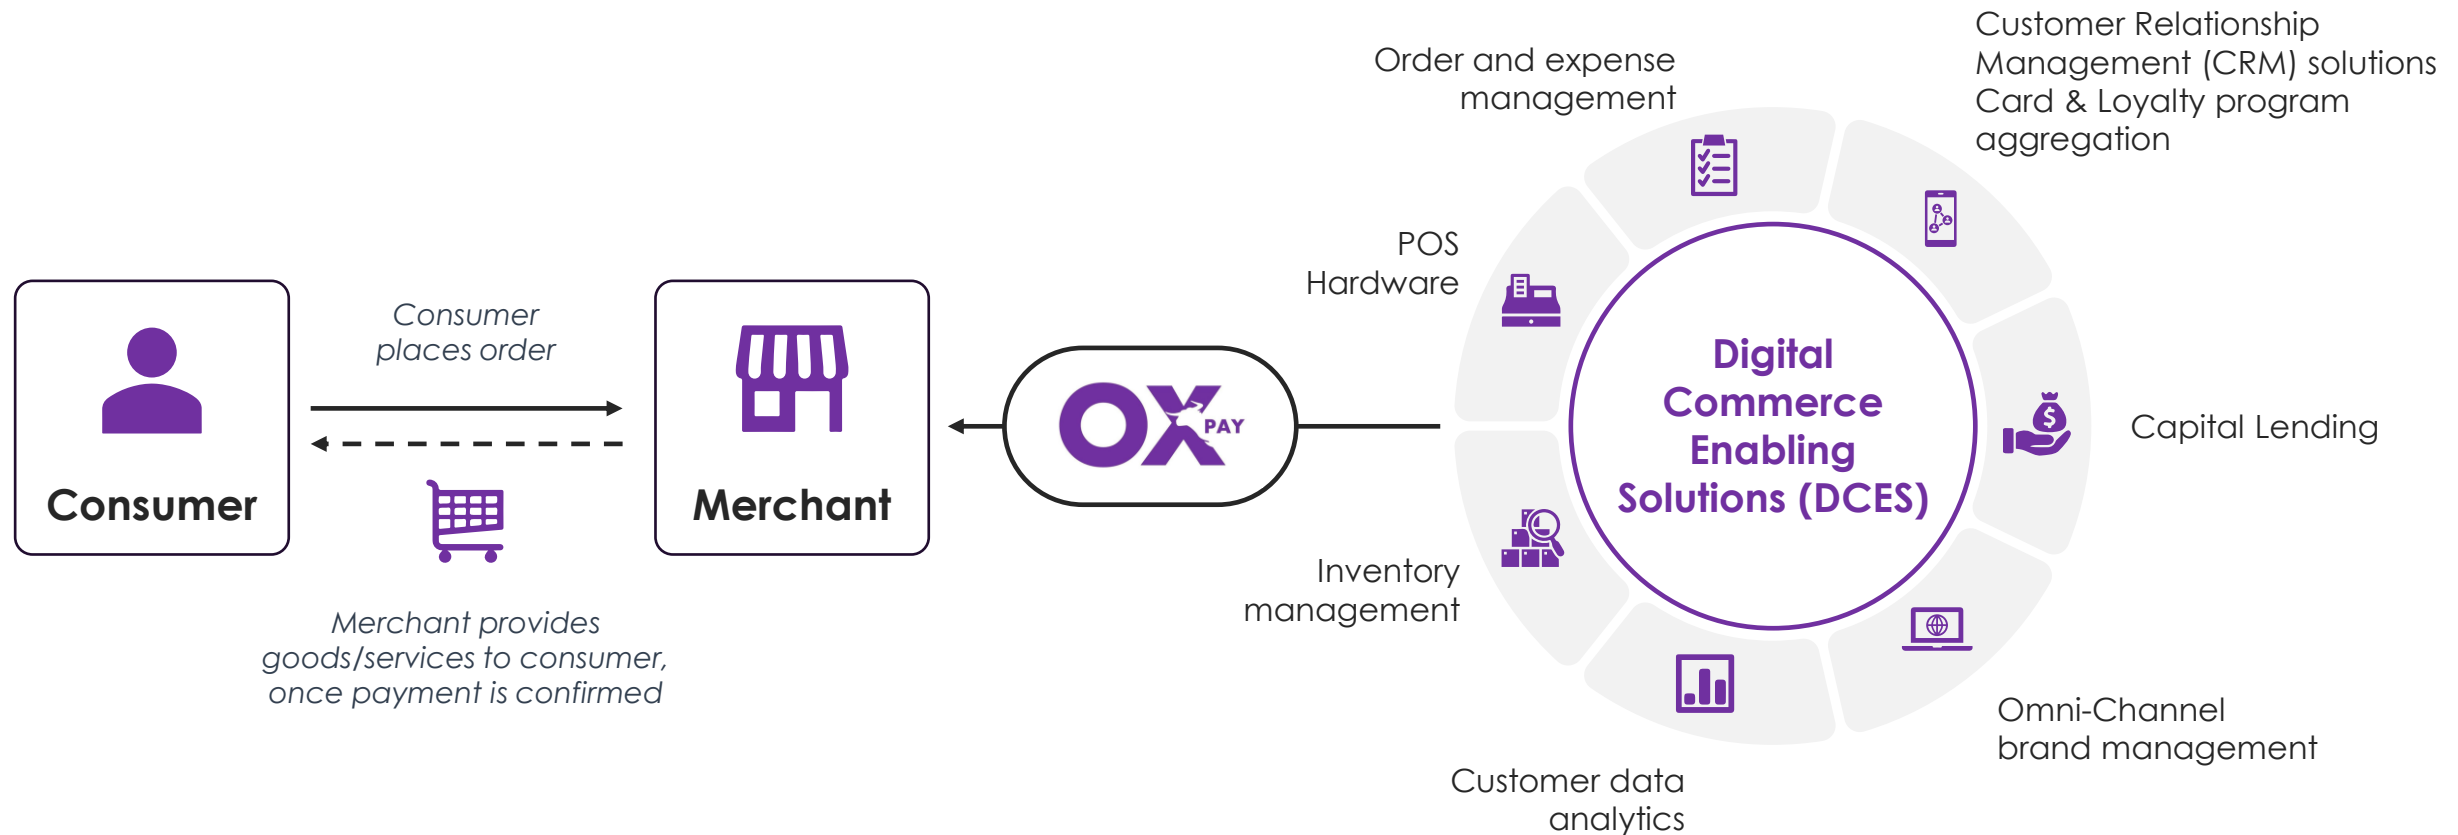 Consumer
Consumer
places order
Merchant provides
goods/services to consumer,
once payment is confirmed
Merchant
OX
PAY
Order and expense
management
POS
Hardware
Inventory
management
Customer data
analytics
Digital
Commerce
Enabling
Solutions (DCES)
$
Customer Relationship
Management (CRM) solutions
Card & Loyalty program
aggregation
Capital Lending
Omni-Channel
brand management